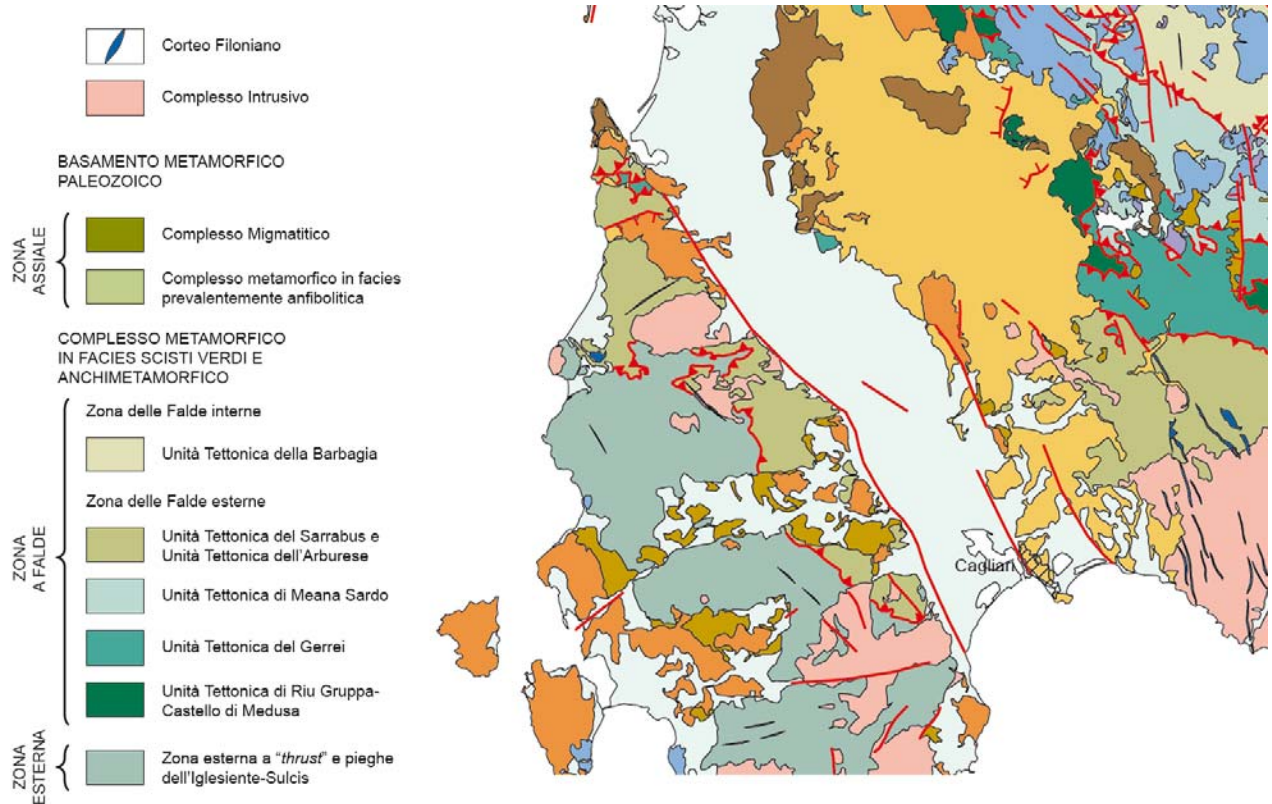 Corteo Filoniano
Complesso Intrusivo
BASAMENTO METAMORFICO
PALEOZOICO
ZONA
ASSIALE
Complesso Migmatitico
Complesso metamorfico in facies
prevalentemente anfibolitica
COMPLESSO METAMORFICO
IN FACIES SCISTI VERDI E
ANCHIMETAMORFICO
ZONA
A FALDE
Zona delle Falde interne
Unità Tettonica della Barbagia
Zona delle Falde esterne
Unità Tettonica del Sarrabus e
Unità Tettonica dell'Arburese
Unità Tettonica di Meana Sardo
Unità Tettonica del Gerrei
Unità Tettonica di Riu Gruppa-
Castello di Medusa
ZONA
ESTERNA
Zona esterna a "thrust" e pieghe
dell'Iglesiente-Sulcis
Cagliari